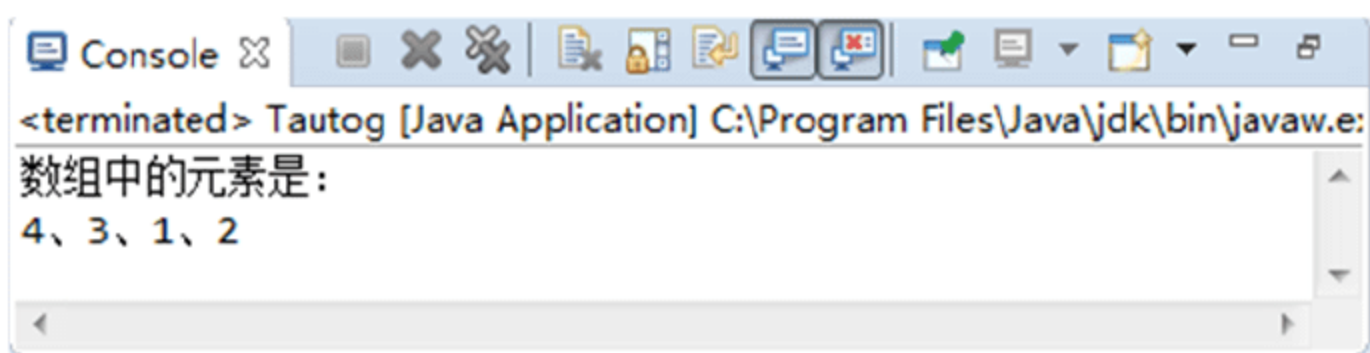 Console
<terminated> Tautog [Java Application] C:\Program Files\Java\jdk\bin\javaw.e
数组中的元素是：
4、3、1、2